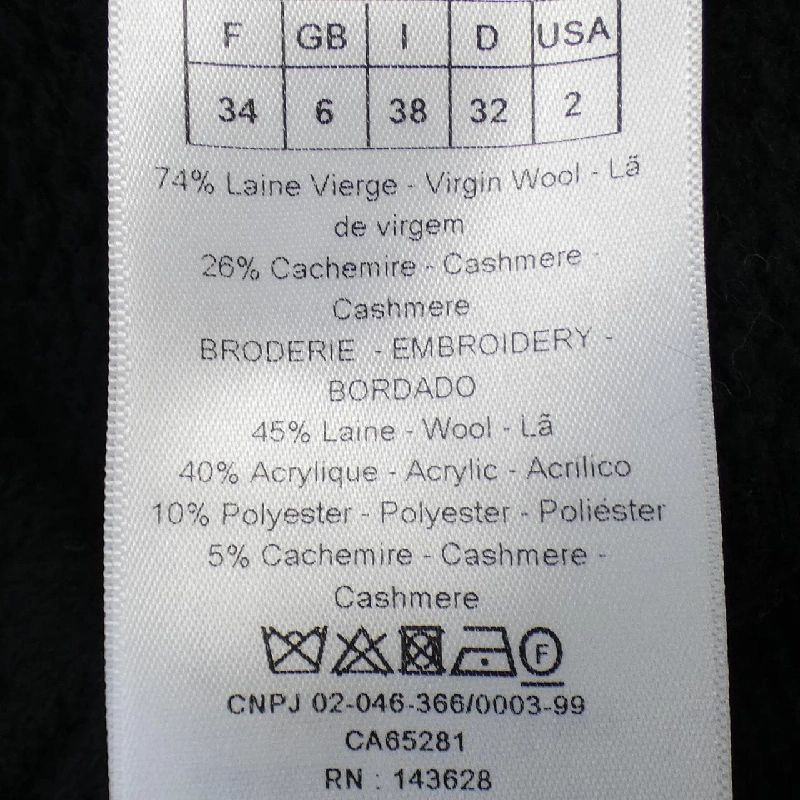 F GB I D USA
34 6 38 32 2
74% Laine Vierge - Virgin Wool - Lã
de virgem
26% Cachemire - Cashmere -
Cashmere
BRODERIE - EMBROIDERY -
BORDADO
45% Laine - Wool - Lã
40% Acrylique - Acrylic - Acrílico
10% Polyester - Polyester - Poliéster
5% Cachemire - Cashmere -
Cashmere
F
CNPJ 02-046-366/0003-99
CA65281
RN : 143628